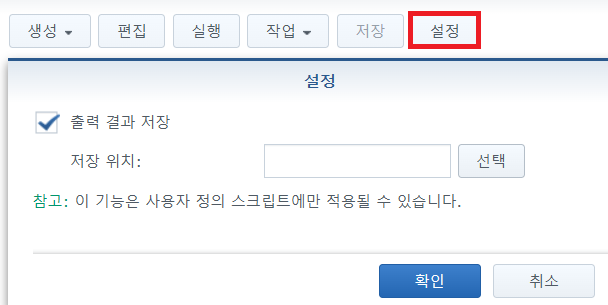 생성 편집 실행 작업 저장 설정
설정
출력 결과 저장
저장 위치: 선택
참고: 이 기능은 사용자 정의 스크립트에만 적용될 수 있습니다.
확인 취소